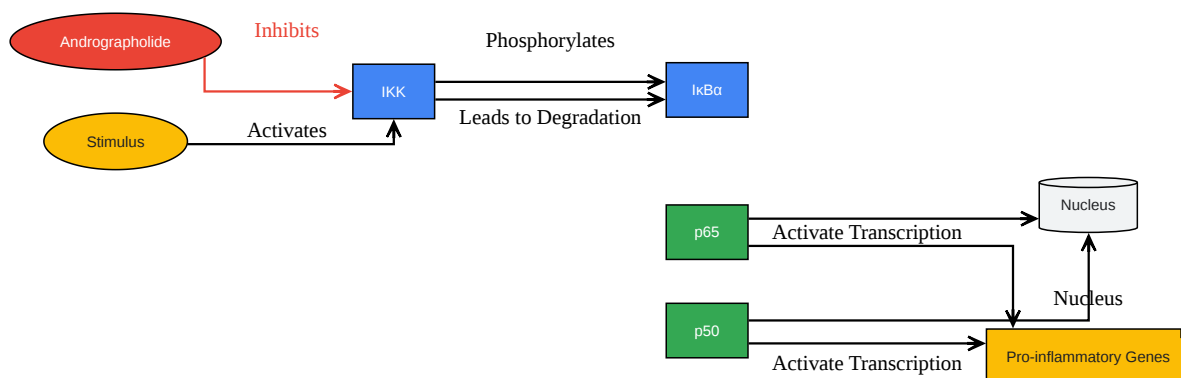 Andrographolide
Inhibits
Phosphorylates
IKK
IκBα
Leads to Degradation
Activates
Stimulus
Nucleus
p65
Activate Transcription
Nucleus
p50
Activate Transcription
Pro-inflammatory Genes